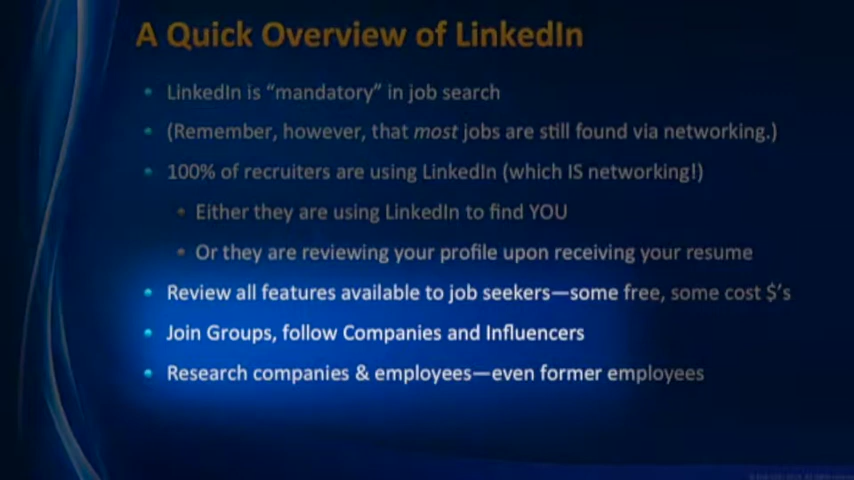 A Quick Overview of LinkedIn
• LinkedIn is “mandatory” in job search
• (Remember, however, that most jobs are still found via networking.)
• 100% of recruiters are using LinkedIn (which IS networking!)
• Either they are using LinkedIn to find YOU
• Or they are reviewing your profile upon receiving your resume
• Review all features available to job seekers—some free, some cost $’s
• Join Groups, follow Companies and Influencers
• Research companies & employees—even former employees